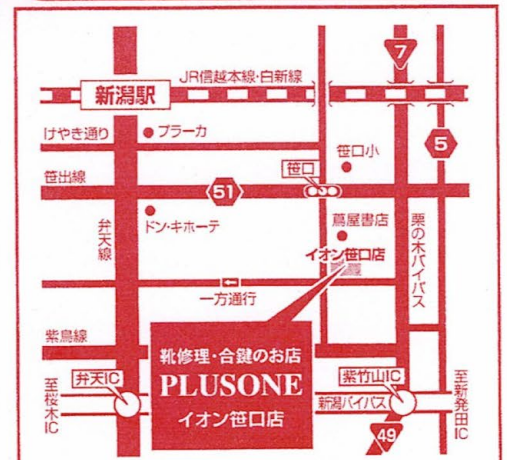 7
JR信越本線・白新線
新潟駅
けやき通り
プラーカ
5
笹口小
笹口
笹出線
51
弁天線
ドン・キホーテ
蔦屋書店
イオン笹口店
栗の木バイパス
一方通行
紫鳥線
靴修理・合鍵のお店
PLUSONE
イオン笹口店
弁天IC
紫竹山IC
至桜木IC
新潟バイパス
至新発田IC
49